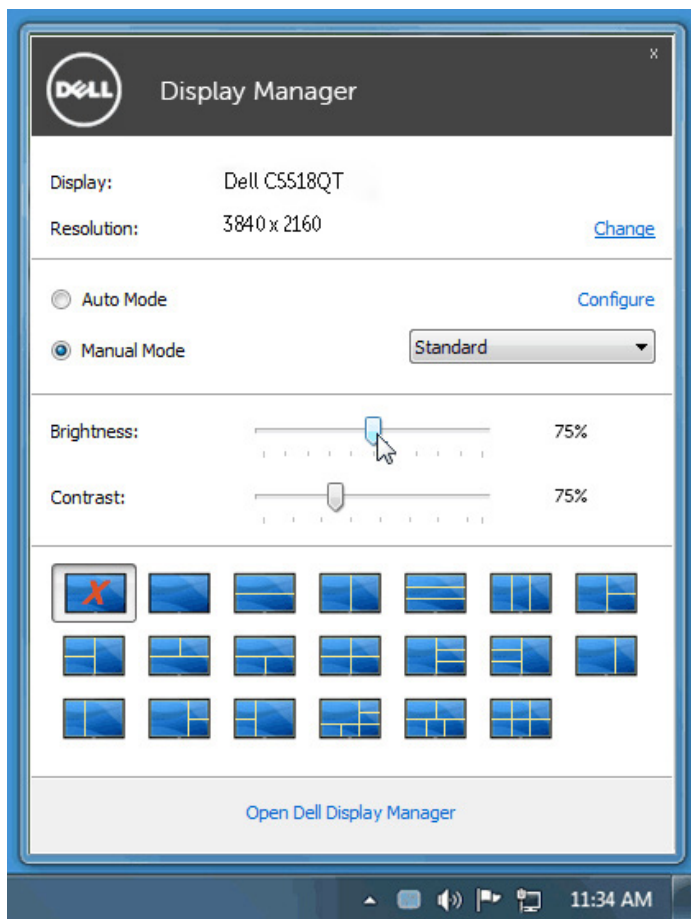 x
DELL
Display Manager
Display: Dell C5518QT
Resolution: 3840 x 2160 Change
Auto Mode Configure
Manual Mode Standard
Brightness: 75%
Contrast: 75%
Open Dell Display Manager
11:34 AM